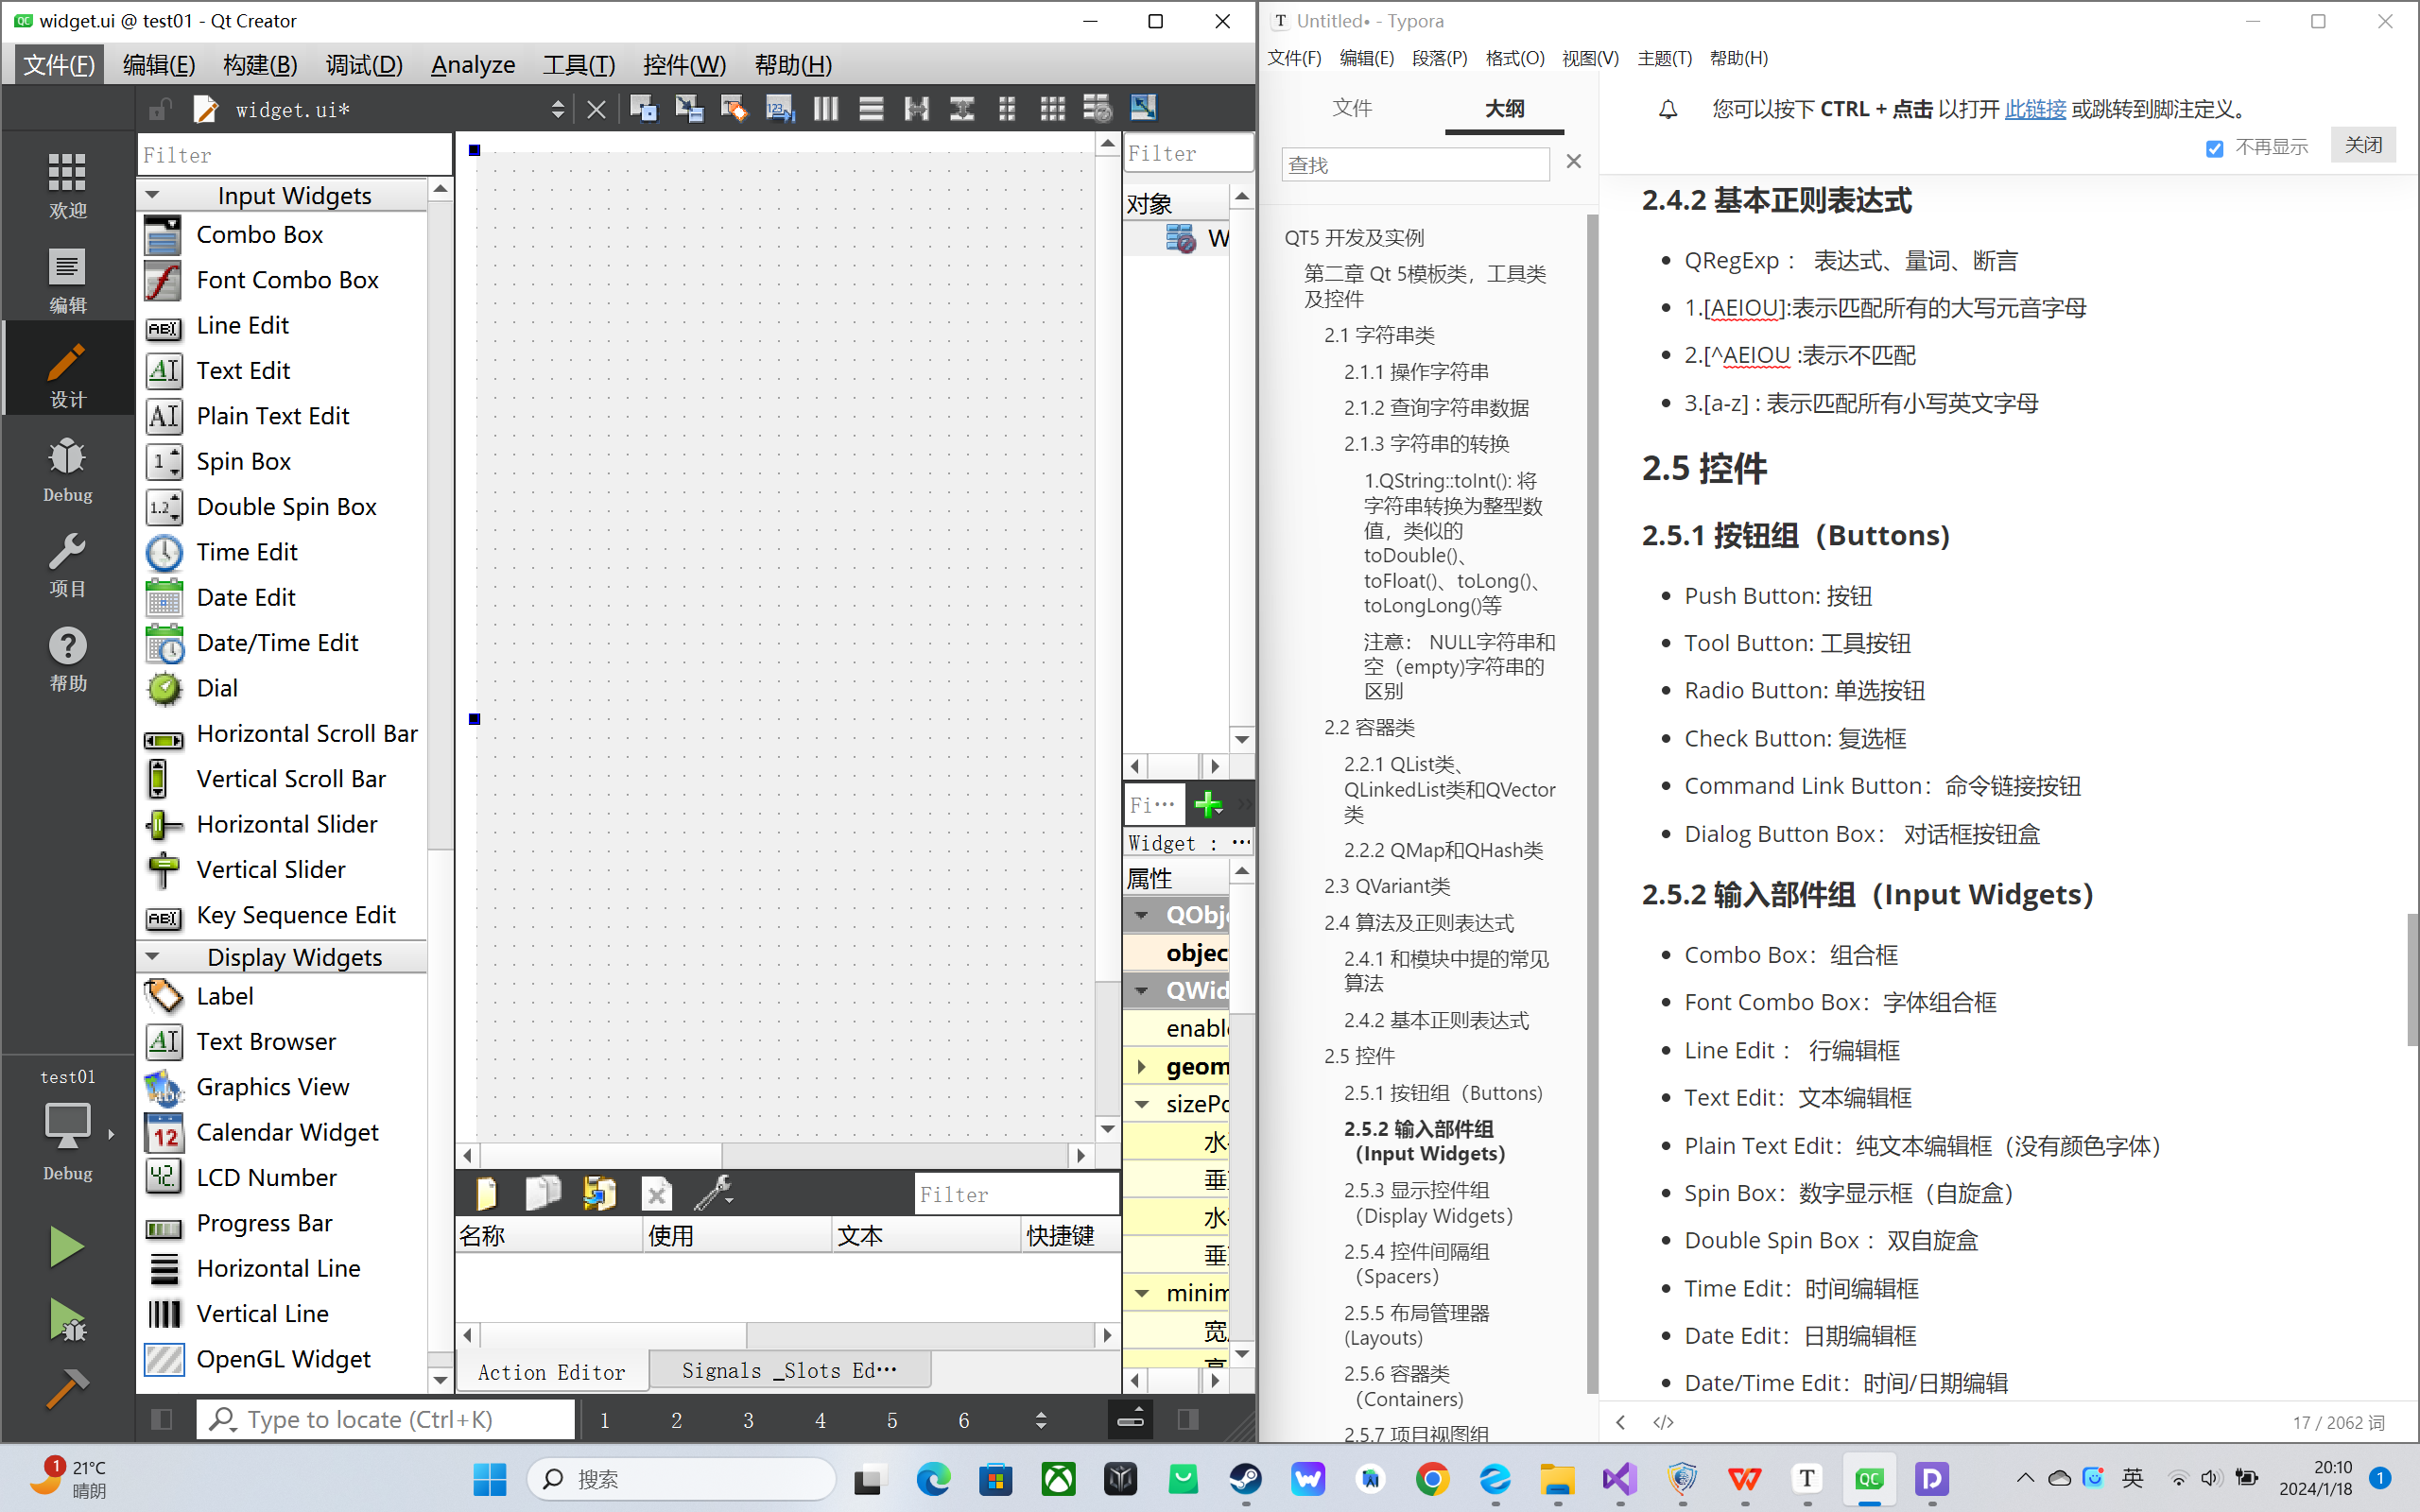 widget.ui @ test01 - Qt Creator
文件(F) 编辑(E) 构建(B) 调试(D) Analyze 工具(T) 控件(W) 帮助(H)
widget.ui*
欢迎
编辑
设计
Debug
项目
帮助
test01
Debug
Filter
Input Widgets
Combo Box
Font Combo Box
Line Edit
Text Edit
Plain Text Edit
Spin Box
Double Spin Box
Time Edit
Date Edit
Date/Time Edit
Dial
Horizontal Scroll Bar
Vertical Scroll Bar
Horizontal Slider
Vertical Slider
Key Sequence Edit
Display Widgets
Label
Text Browser
Graphics View
Calendar Widget
LCD Number
Progress Bar
Horizontal Line
Vertical Line
OpenGL Widget
Filter
名称 使用 文本 快捷键
Action Editor Signals _Slots Ed…
Filter
对象
W
Fi…
Widget : …
属性
QObj
objec
QWid
enabl
geom
sizePo
水
垂
水
垂
minim
宽
高
Type to locate (Ctrl+K) 1 2 3 4 5 6
Untitled• - Typora
文件(F) 编辑(E) 段落(P) 格式(O) 视图(V) 主题(T) 帮助(H)
文件 大纲
查找
QT5 开发及实例
第二章 Qt 5模板类，工具类
及控件
2.1 字符串类
2.1.1 操作字符串
2.1.2 查询字符串数据
2.1.3 字符串的转换
1.QString::toInt(): 将
字符串转换为整型数
值，类似的
toDouble()、
toFloat()、toLong()、
toLongLong()等
注意： NULL字符串和
空（empty)字符串的
区别
2.2 容器类
2.2.1 QList类、
QLinkedList类和QVector
类
2.2.2 QMap和QHash类
2.3 QVariant类
2.4 算法及正则表达式
2.4.1 和模块中提的常见
算法
2.4.2 基本正则表达式
2.5 控件
2.5.1 按钮组（Buttons)
2.5.2 输入部件组
（Input Widgets）
2.5.3 显示控件组
（Display Widgets）
2.5.4 控件间隔组
（Spacers）
2.5.5 布局管理器
(Layouts)
2.5.6 容器类
（Containers)
2.5.7 项目视图组
您可以按下 CTRL + 点击 以打开 此链接 或跳转到脚注定义。
不再显示 关闭
2.4.2 基本正则表达式
QRegExp： 表达式、量词、断言
1.[AEIOU]:表示匹配所有的大写元音字母
2.[^AEIOU :表示不匹配
3.[a-z] : 表示匹配所有小写英文字母
2.5 控件
2.5.1 按钮组（Buttons)
Push Button: 按钮
Tool Button: 工具按钮
Radio Button: 单选按钮
Check Button: 复选框
Command Link Button：命令链接按钮
Dialog Button Box： 对话框按钮盒
2.5.2 输入部件组（Input Widgets）
Combo Box：组合框
Font Combo Box：字体组合框
Line Edit： 行编辑框
Text Edit：文本编辑框
Plain Text Edit：纯文本编辑框（没有颜色字体）
Spin Box：数字显示框（自旋盒）
Double Spin Box：双自旋盒
Time Edit：时间编辑框
Date Edit：日期编辑框
Date/Time Edit：时间/日期编辑
17 / 2062 词
1
21°C
晴朗
搜索
英
20:10
2024/1/18
1